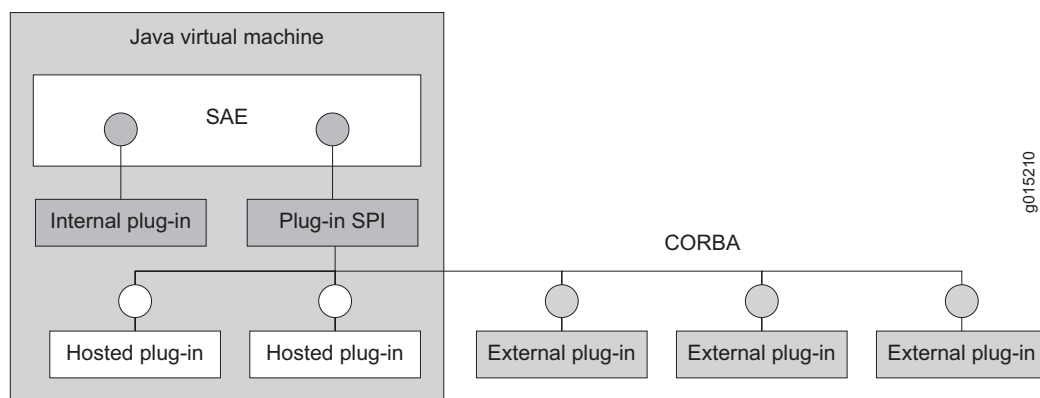 Java virtual machine
SAE
Internal plug-in
Plug-in SPI
CORBA
g015210
Hosted plug-in
Hosted plug-in
External plug-in
External plug-in
External plug-in